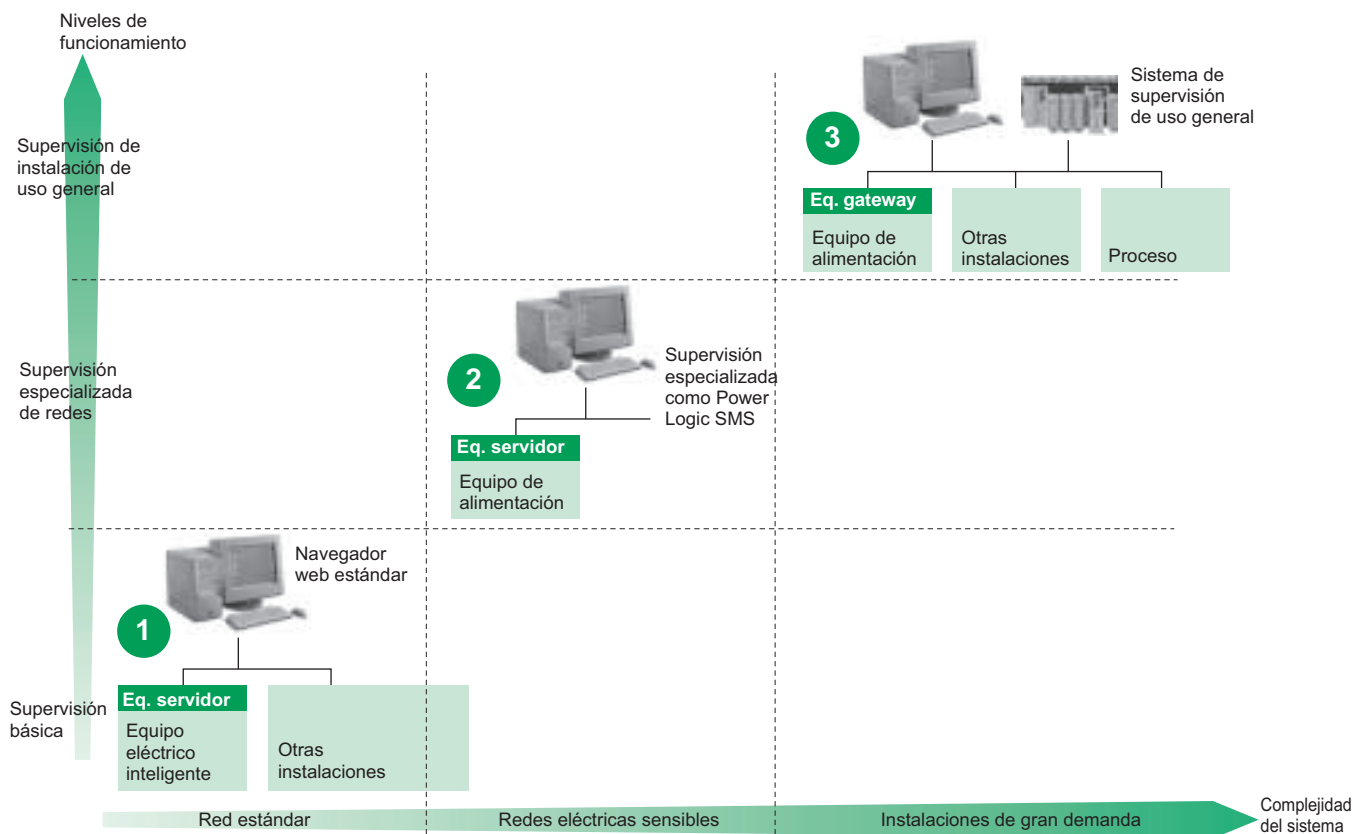 Niveles de
funcionamiento
Supervisión de
instalación de
uso general
3
Sistema de
supervisión
de uso general
Eq. gateway
Equipo de
alimentación
Otras
instalaciones
Proceso
Supervisión
especializada
de redes
2
Supervisión
especializada
como Power
Logic SMS
Eq. servidor
Equipo de
alimentación
Navegador
web estándar
1
Supervisión
básica
Eq. servidor
Equipo
eléctrico
inteligente
Otras
instalaciones
Red estándar
Redes eléctricas sensibles
Instalaciones de gran demanda
Complejidad
del sistema